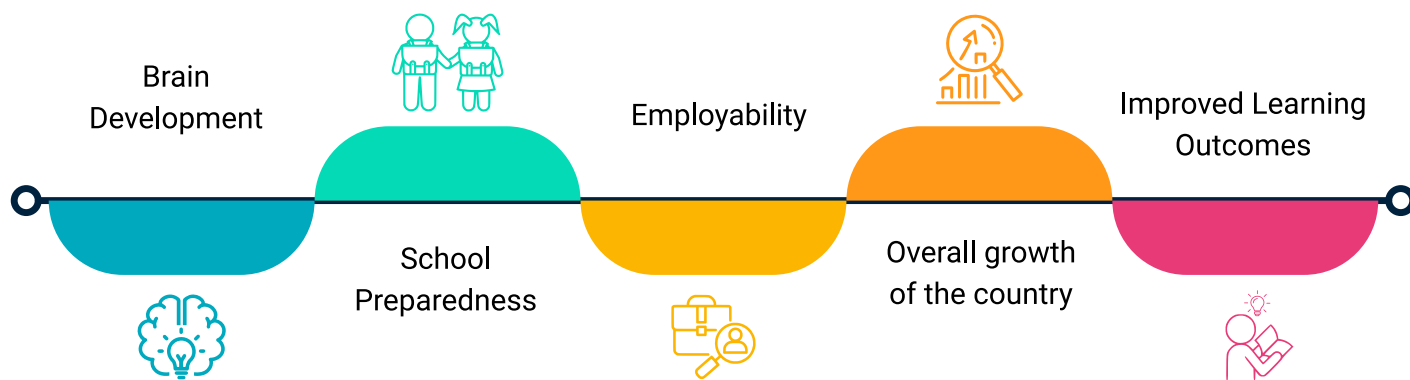 Brain
Development
School
Preparedness
Employability
Overall growth
of the country
Improved Learning
Outcomes